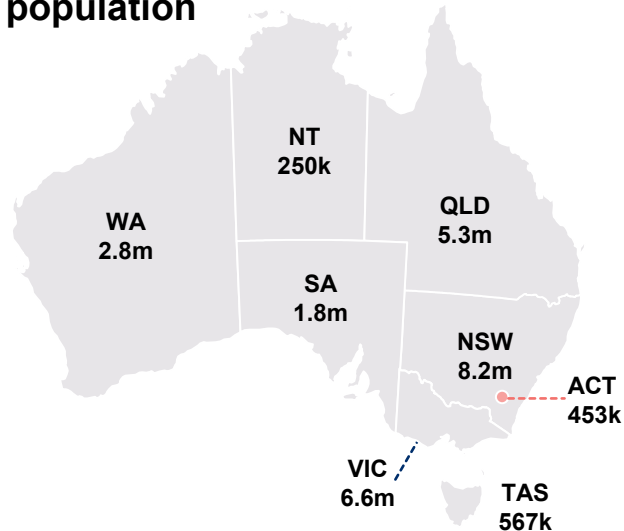 population
NT
250k
QLD
5.3m
WA
2.8m
SA
1.8m
NSW
8.2m
ACT
453k
VIC
6.6m
TAS
567k